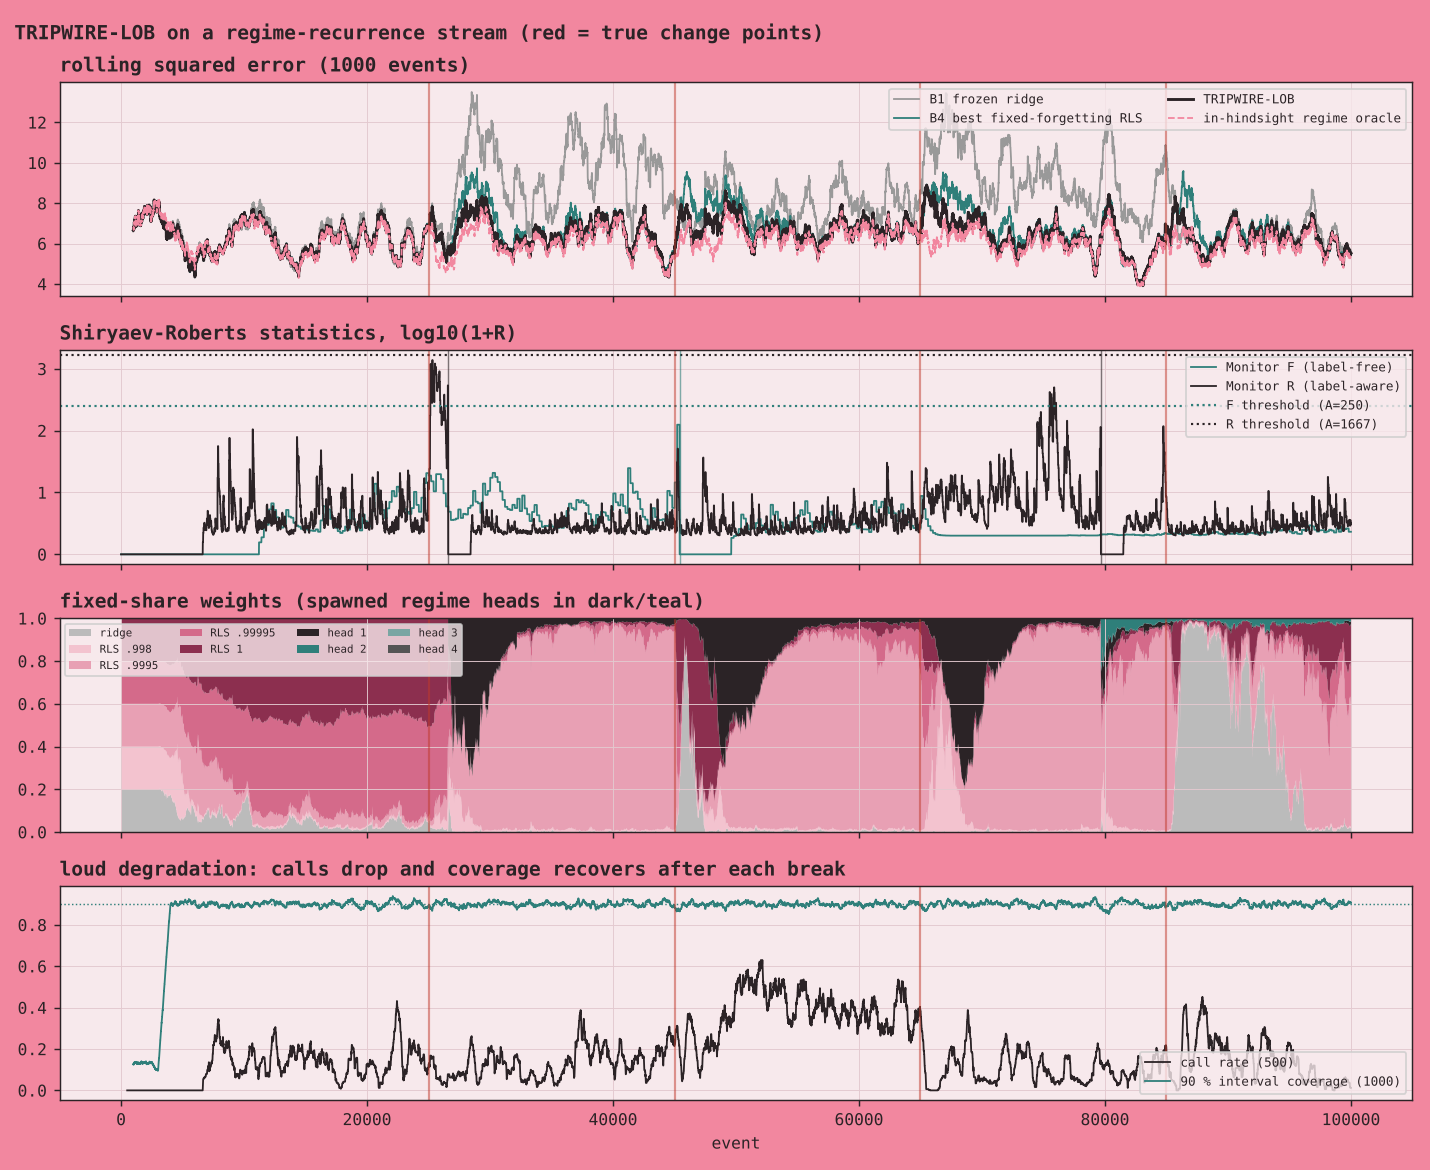 TRIPWIRE-LOB on a regime-recurrence stream (red = true change points)
rolling squared error (1000 events)
B1 frozen ridge
B4 best fixed-forgetting RLS
TRIPWIRE-LOB
in-hindsight regime oracle
12
10
8
6
4
Shiryaev-Roberts statistics, log10(1+R)
Monitor F (label-free)
Monitor R (label-aware)
F threshold (A=250)
R threshold (A=1667)
3
2
1
0
fixed-share weights (spawned regime heads in dark/teal)
ridge
RLS .998
RLS .9995
RLS .99995
RLS 1
head 1
head 2
head 3
head 4
1.0
0.8
0.6
0.4
0.2
0.0
loud degradation: calls drop and coverage recovers after each break
0.8
0.6
0.4
0.2
0.0
call rate (500)
90 % interval coverage (1000)
0
20000
40000
60000
80000
100000
event